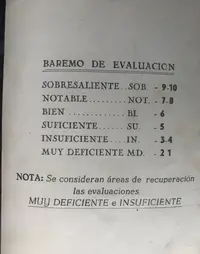 BAREMO DE EVALUACION
SOBRESALIENTE..SOB. - 9-10
NOTABLE.........NOT. - 7-8
BIEN.............BI. - 6
SUFICIENTE......SU. - 5
INSUFICIENTE....IN. - 3-4
MUY DEFICIENTE MD. - 2 1
NOTA: Se consideran áreas de recuperación
las evaluaciones
MUY DEFICIENTE e INSUFICIENTE